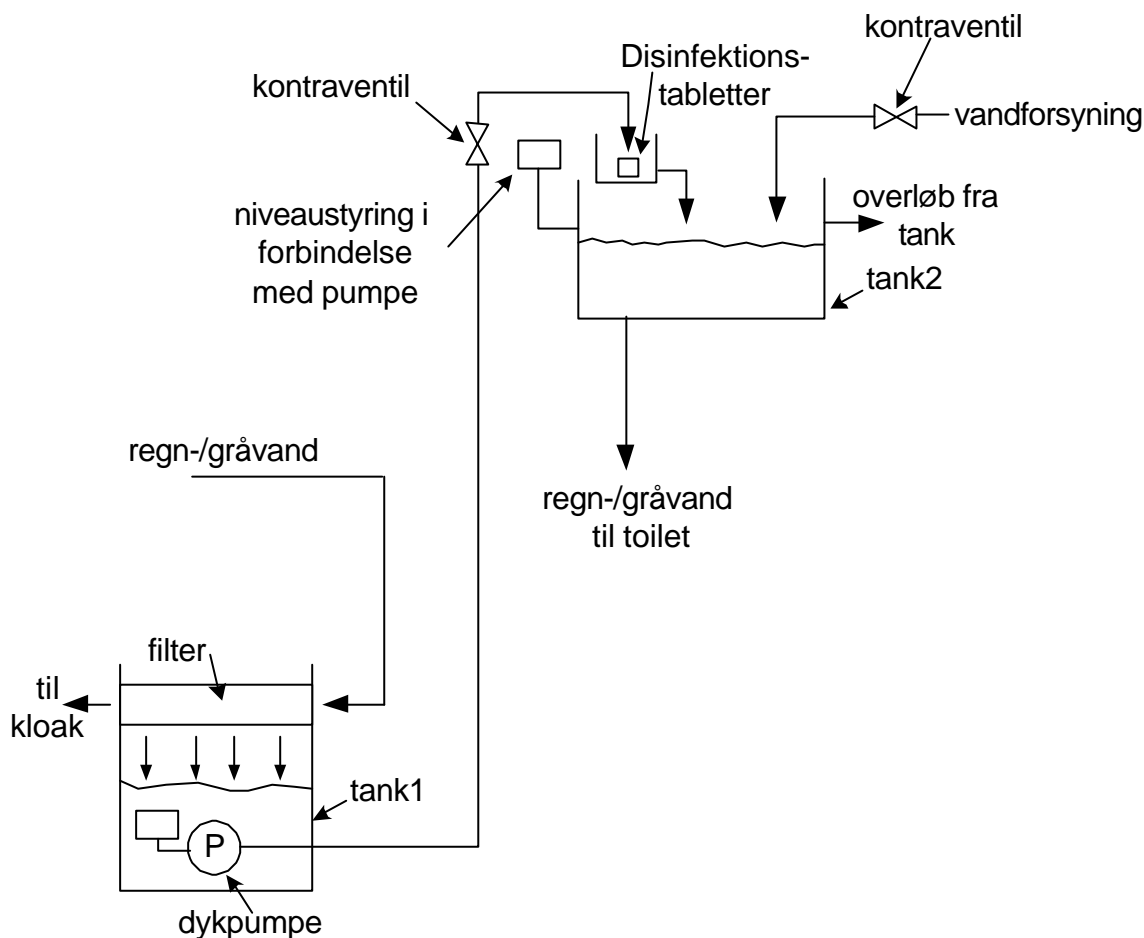 kontraventil
Disinfektions-
tabletter
kontraventil
vandforsyning
niveaustyring i
forbindelse
med pumpe
overløb fra
tank
tank2
regn-/gråvand
regn-/gråvand
til toilet
filter
til
kloak
tank1
P
dykpumpe